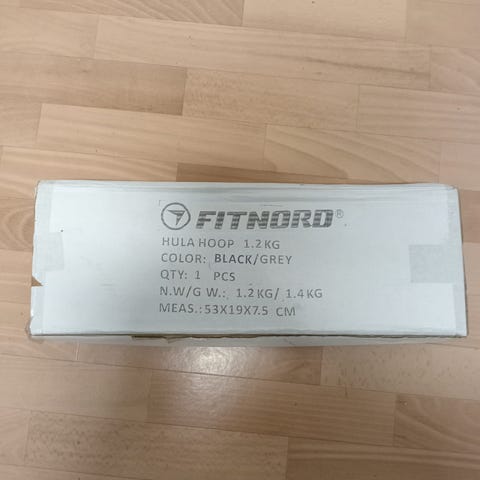 FITNORD®
HULA HOOP 1.2KG
COLOR: BLACK/GREY
QTY: 1 PCS
N.W/G W.: 1.2KG/ 1.4KG
MEAS.:53X19X7.5 CM